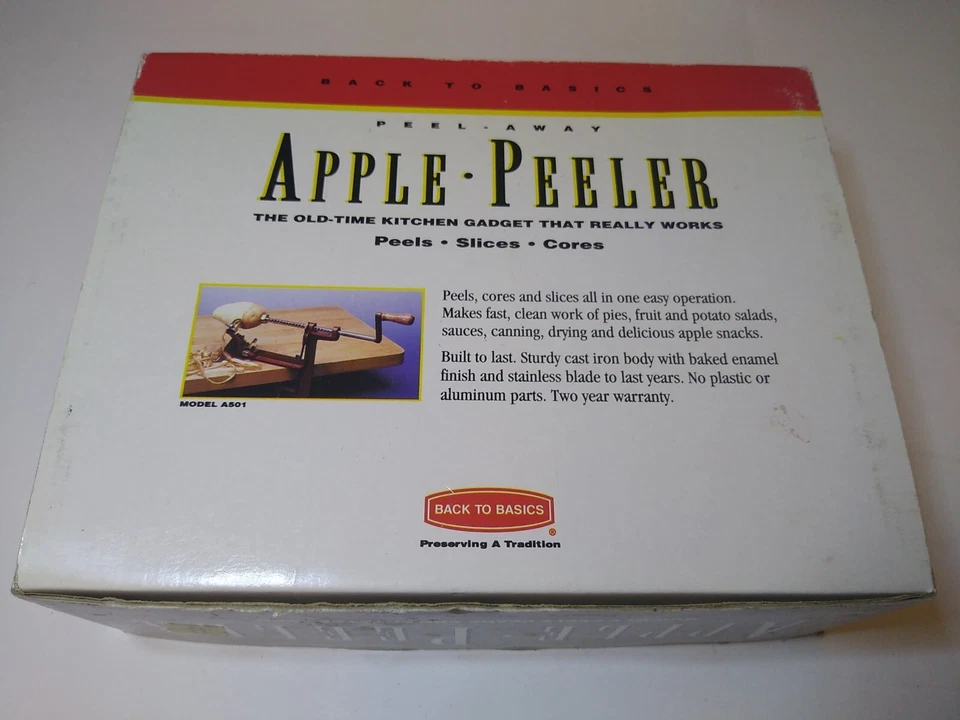 BACK TO BASICS
PEEL-AWAY
APPLE • PEELER
THE OLD-TIME KITCHEN GADGET THAT REALLY WORKS
Peels • Slices • Cores
Peels, cores and slices all in one easy operation.
Makes fast, clean work of pies, fruit and potato salads,
sauces, canning, drying and delicious apple snacks.
Built to last. Sturdy cast iron body with baked enamel
finish and stainless blade to last years. No plastic or
aluminum parts. Two year warranty.
MODEL A501
BACK TO BASICS
®
Preserving A Tradition
APPLE • PEELER